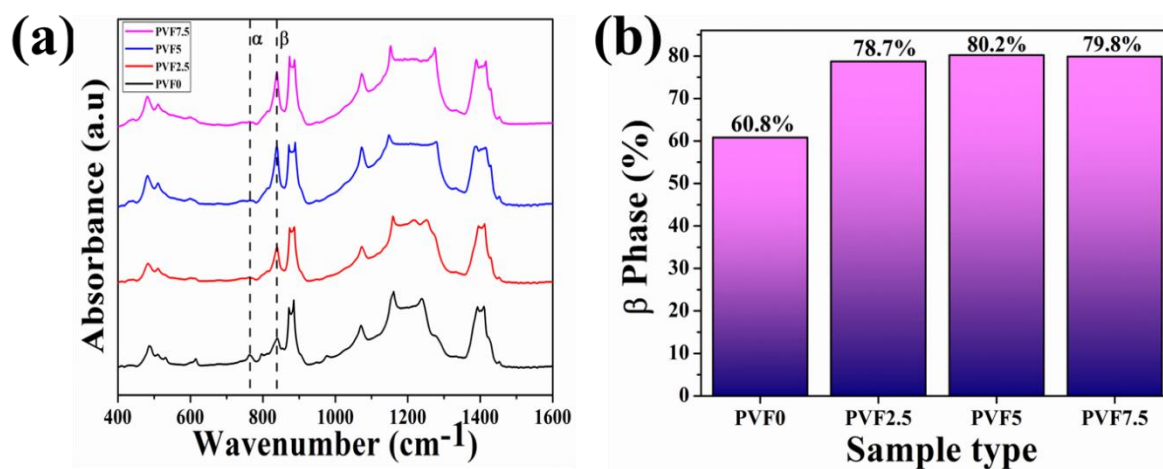 (a)
PVF7.5
PVF5
PVF2.5
PVF0
α
β
Absorbance (a.u)
400 600 800 1000 1200 1400 1600
Wavenumber (cm-1)
(b)
β Phase (%)
80
70
60
50
40
30
20
10
0
60.8%
78.7%
80.2%
79.8%
PVF0 PVF2.5 PVF5 PVF7.5
Sample type